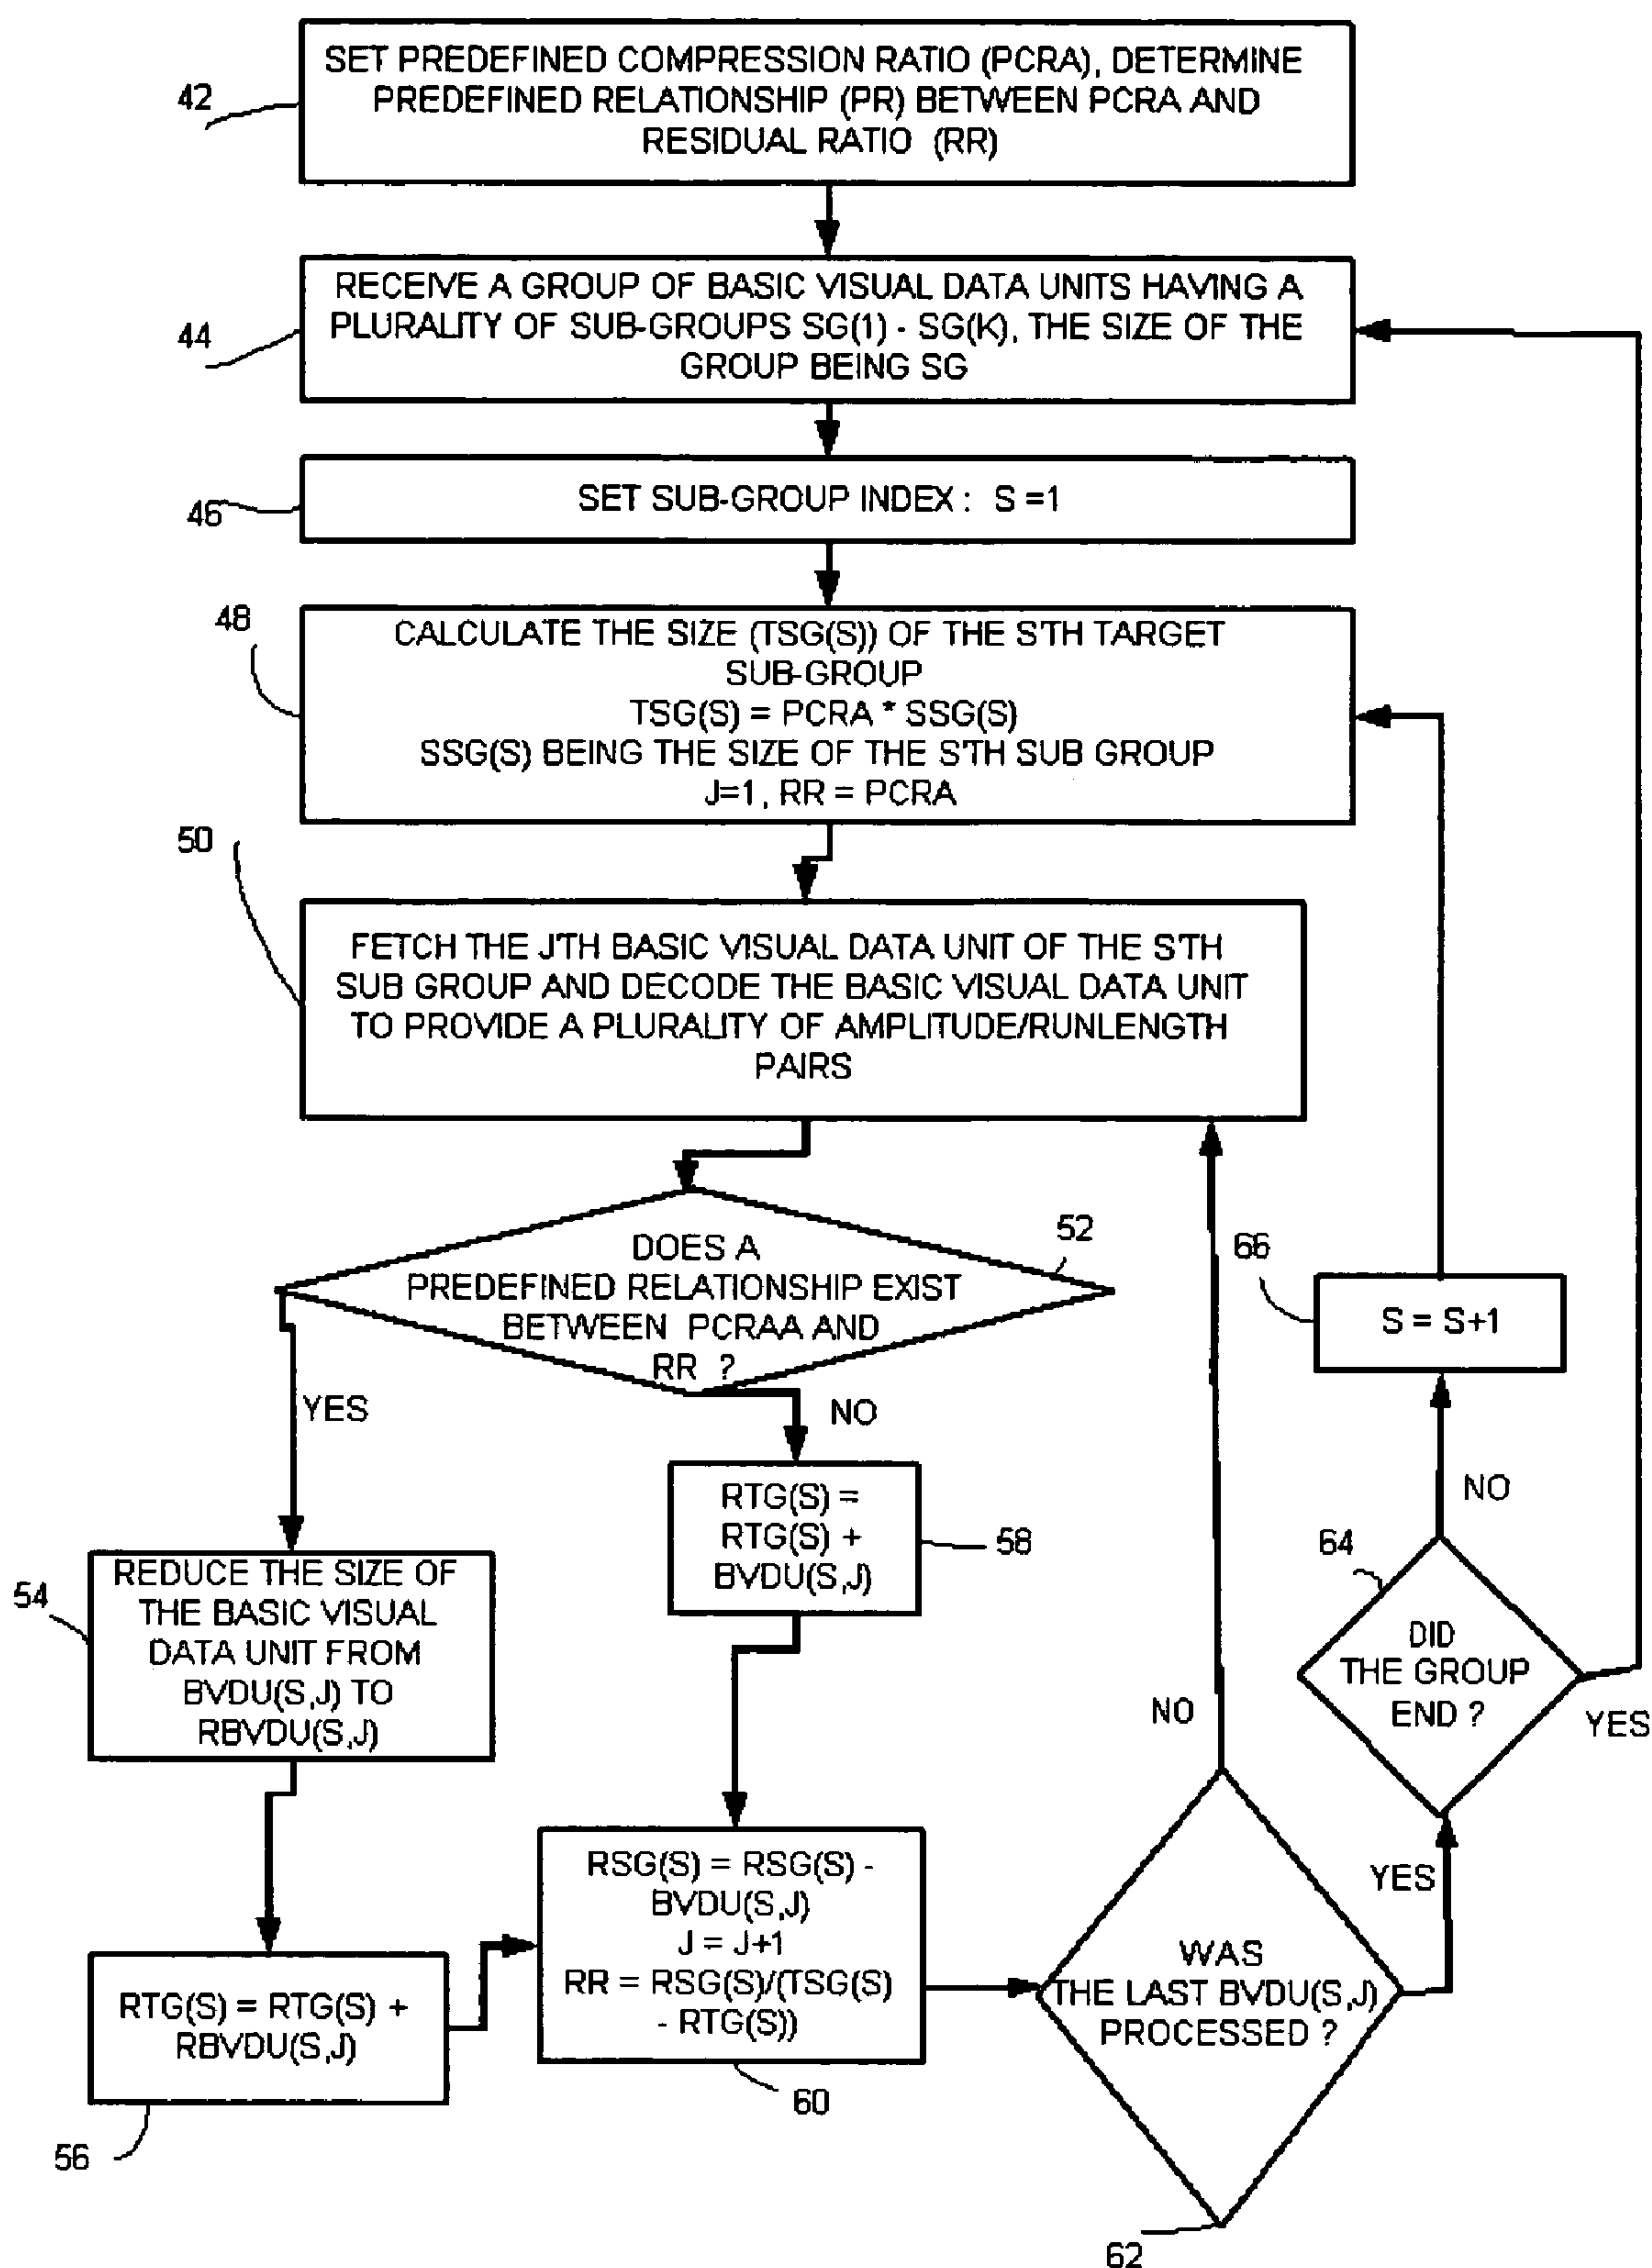 42
SET PREDEFINED COMPRESSION RATIO (PCRA), DETERMINE
PREDEFINED RELATIONSHIP (PR) BETWEEN PCRA AND
RESIDUAL RATIO (RR)
44
RECEIVE A GROUP OF BASIC VISUAL DATA UNITS HAVING A
PLURALITY OF SUB-GROUPS SG(1) - SG(K), THE SIZE OF THE
GROUP BEING SG
46
SET SUB-GROUP INDEX : S =1
48
CALCULATE THE SIZE (TSG(S)) OF THE S'TH TARGET
SUB-GROUP
TSG(S) = PCRA * SSG(S)
SSG(S) BEING THE SIZE OF THE S'TH SUB GROUP
J=1, RR = PCRA
50
FETCH THE J'TH BASIC VISUAL DATA UNIT OF THE S'TH
SUB GROUP AND DECODE THE BASIC VISUAL DATA UNIT
TO PROVIDE A PLURALITY OF AMPLITUDE/RUNLENGTH
PAIRS
52
DOES A
PREDEFINED RELATIONSHIP EXIST
BETWEEN PCRAA AND
RR ?
YES
NO
54
REDUCE THE SIZE OF
THE BASIC VISUAL
DATA UNIT FROM
BVDU(S,J) TO
RBVDU(S,J)
RTG(S) =
RTG(S) +
BVDU(S,J)
58
RTG(S) = RTG(S) +
RBVDU(S,J)
56
RSG(S) = RSG(S) -
BVDU(S,J)
J = J+1
RR = RSG(S)/(TSG(S)
- RTG(S))
60
WAS
THE LAST BVDU(S,J)
PROCESSED ?
62
NO
YES
64
DID
THE GROUP
END ?
YES
NO
66
S = S+1